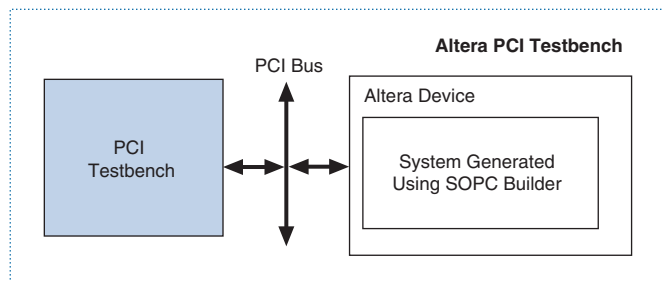 Altera PCI Testbench
PCI Bus
Altera Device
PCI
Testbench
System Generated
Using SOPC Builder